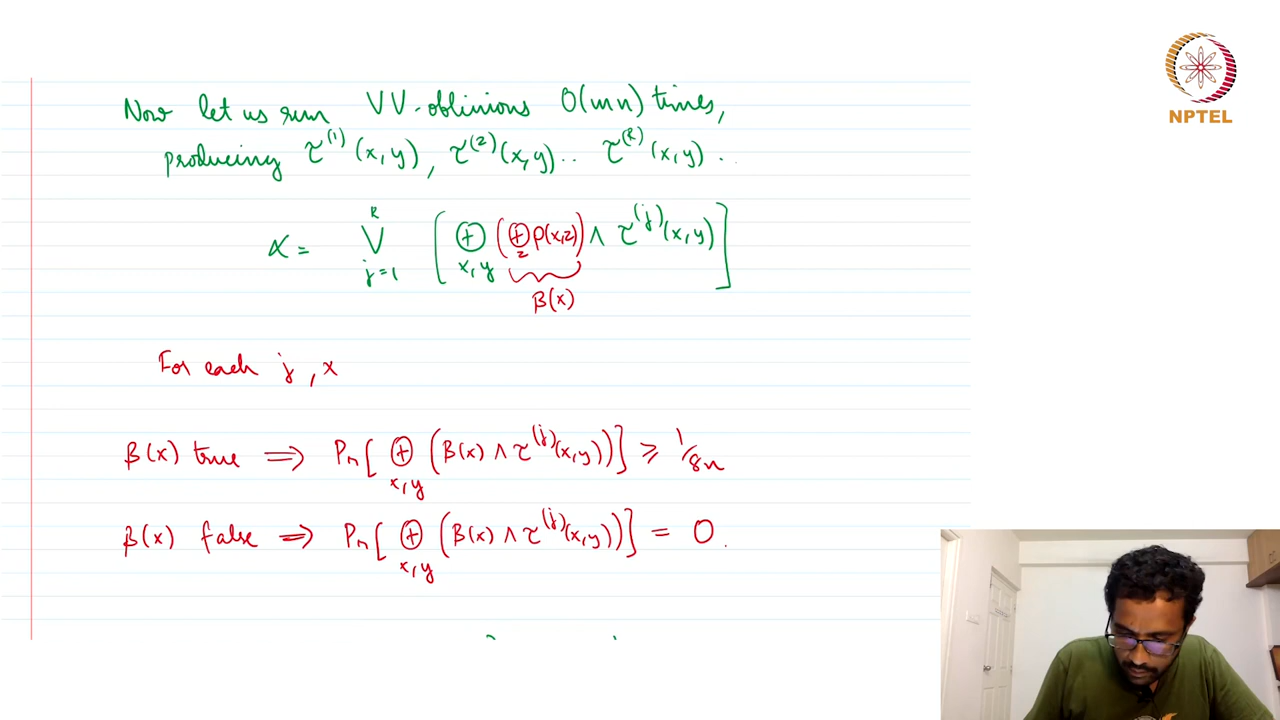 NPTEL
Now let us run VV-oblivious O(mn) times,
producing τ^(1)(x,y), τ^(2)(x,y).. τ^(R)(x,y)..
α = ⋁_{j=1}^{R} [ ⊕_{x,y} (⊕_z ρ(x,z)) ∧ τ^(j)(x,y) ]
β(x)
For each j, x
β(x) true ⟹ Pr[ ⊕_{x,y} (β(x) ∧ τ^(j)(x,y)) ] ≥ 1/8n
β(x) false ⟹ Pr[ ⊕_{x,y} (β(x) ∧ τ^(j)(x,y)) ] = 0.